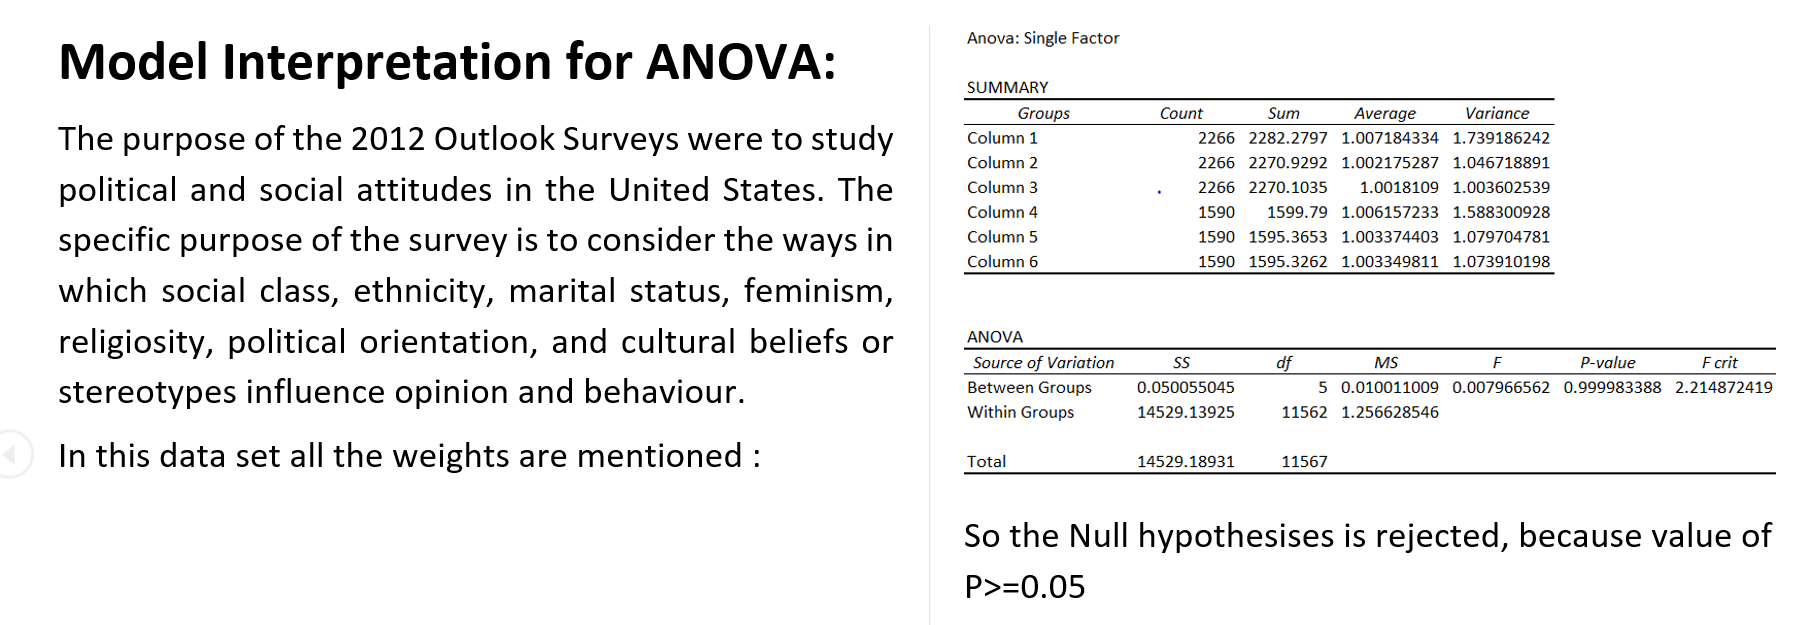 Model Interpretation for ANOVA:
The purpose of the 2012 Outlook Surveys were to study
political and social attitudes in the United States. The
specific purpose of the survey is to consider the ways in
which social class, ethnicity, marital status, feminism,
religiosity, political orientation, and cultural beliefs or
stereotypes influence opinion and behaviour.
In this data set all the weights are mentioned :
Anova: Single Factor
SUMMARY
Groups Count Sum Average Variance
Column 1 2266 2282.2797 1.007184334 1.739186242
Column 2 2266 2270.9292 1.002175287 1.046718891
Column 3 2266 2270.1035 1.0018109 1.003602539
Column 4 1590 1599.79 1.006157233 1.588300928
Column 5 1590 1595.3653 1.003374403 1.079704781
Column 6 1590 1595.3262 1.003349811 1.073910198
ANOVA
Source of Variation SS df MS F P-value F crit
Between Groups 0.050055045 5 0.010011009 0.007966562 0.999983388 2.214872419
Within Groups 14529.13925 11562 1.256628546
Total 14529.18931 11567
So the Null hypothesises is rejected, because value of
P>=0.05